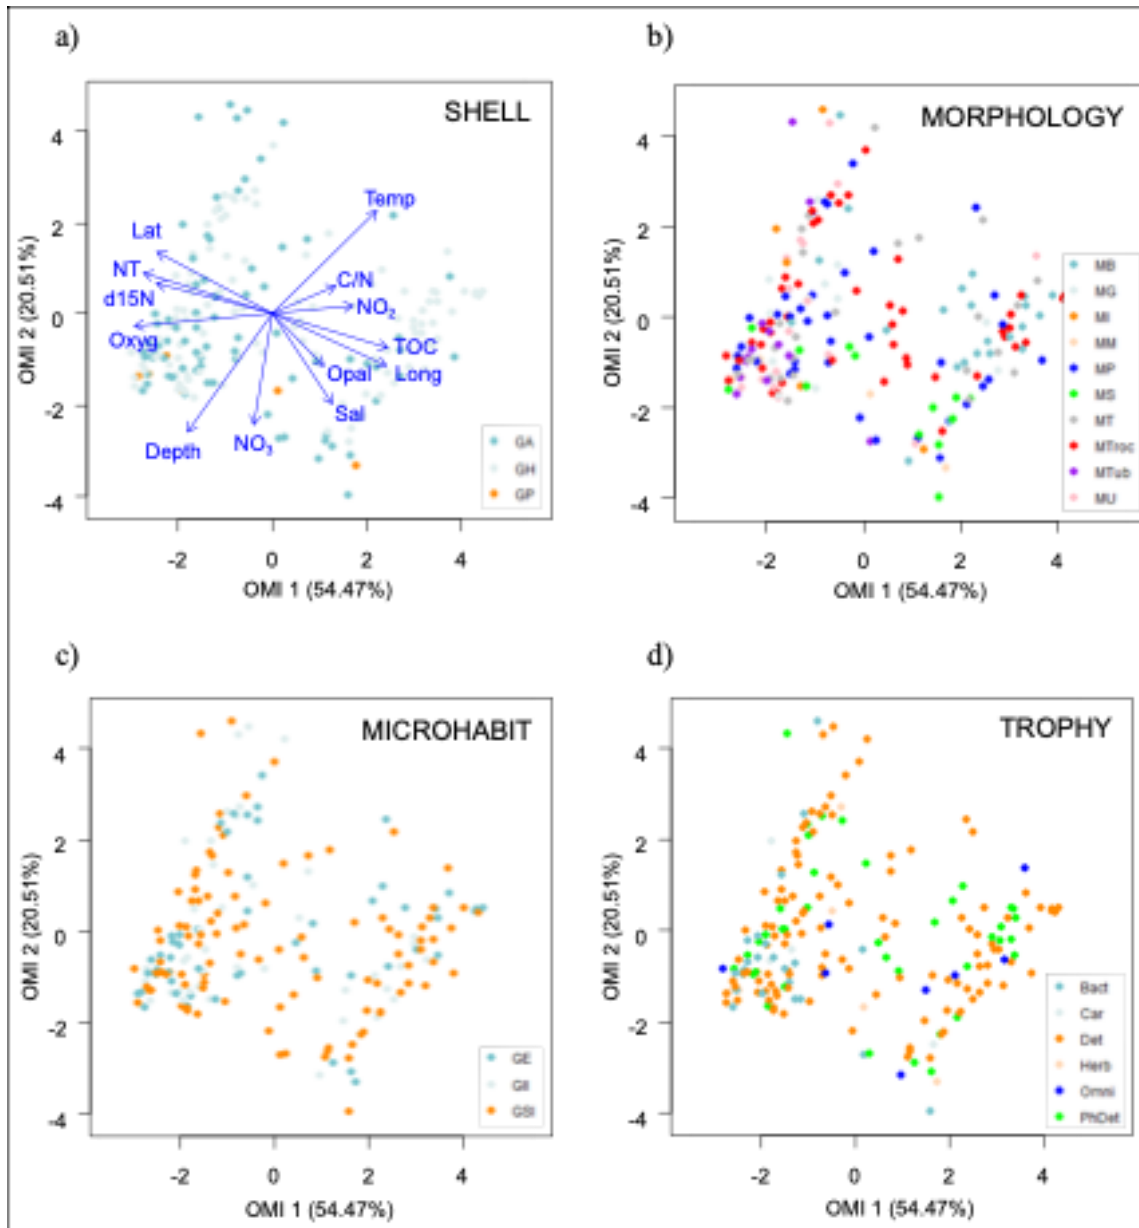 a)
SHELL
OMI 2 (20.51%)
4
2
0
-2
-4
Temp
Lat
NT
d15N
Oxyg
C/N
NO₂
TOC
Opal
Long
Sal
Depth
NO₃
GA
GH
GP
-2 0 2 4
OMI 1 (54.47%)
b)
MORPHOLOGY
OMI 2 (20.51%)
4
2
0
-2
-4
MB
MG
MI
MM
MP
MS
MT
MTroc
MTub
MU
-2 0 2 4
OMI 1 (54.47%)
c)
MICROHABIT
OMI 2 (20.51%)
4
2
0
-2
-4
GE
GII
GSI
-2 0 2 4
OMI 1 (54.47%)
d)
TROPHY
OMI 2 (20.51%)
4
2
0
-2
-4
Bact
Car
Det
Herb
Omni
PhDet
-2 0 2 4
OMI 1 (54.47%)